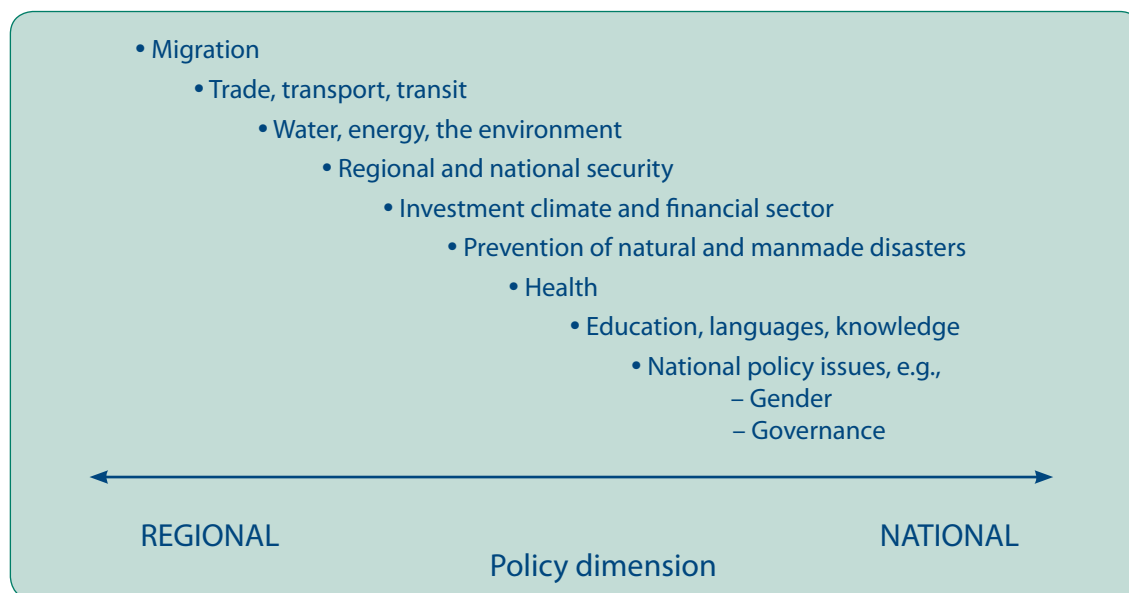 • Migration
• Trade, transport, transit
• Water, energy, the environment
• Regional and national security
• Investment climate and financial sector
• Prevention of natural and manmade disasters
• Health
• Education, languages, knowledge
• National policy issues, e.g.,
– Gender
– Governance
REGIONAL NATIONAL
Policy dimension